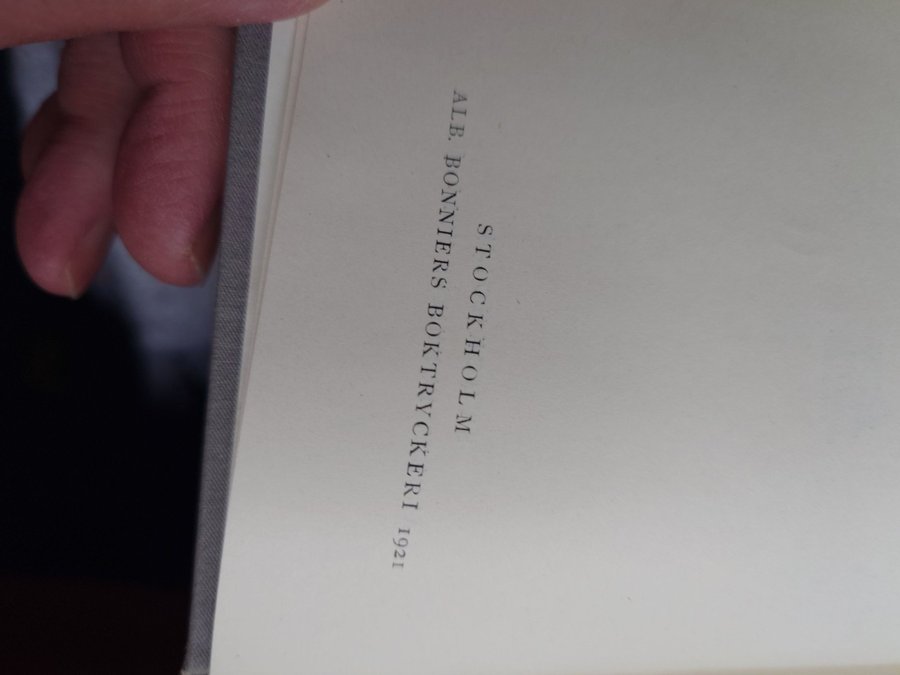 STOCKHOLM
ALB. BONNIERS BOKTRYCKERI 1921